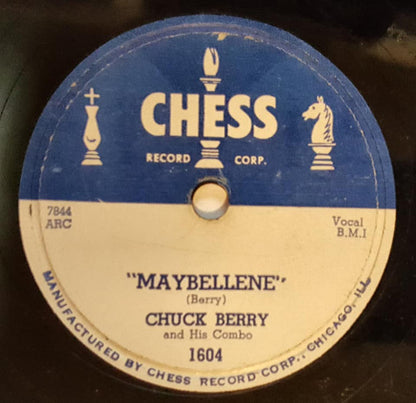 CHESS
RECORD CORP.
7844
ARC
Vocal
B.M.I
"MAYBELLENE"
(Berry)
CHUCK BERRY
and His Combo
1604
MANUFACTURED BY CHESS RECORD CORP., CHICAGO, ILL